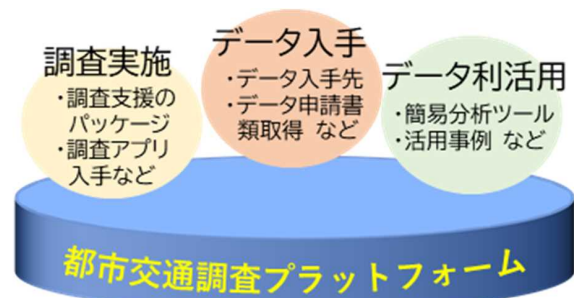 調査実施
・調査支援の
パッケージ
・調査アプリ
入手など
データ入手
・データ入手先
・データ申請書
類取得 など
データ利活用
・簡易分析ツール
・活用事例 など
都市交通調査プラットフォーム